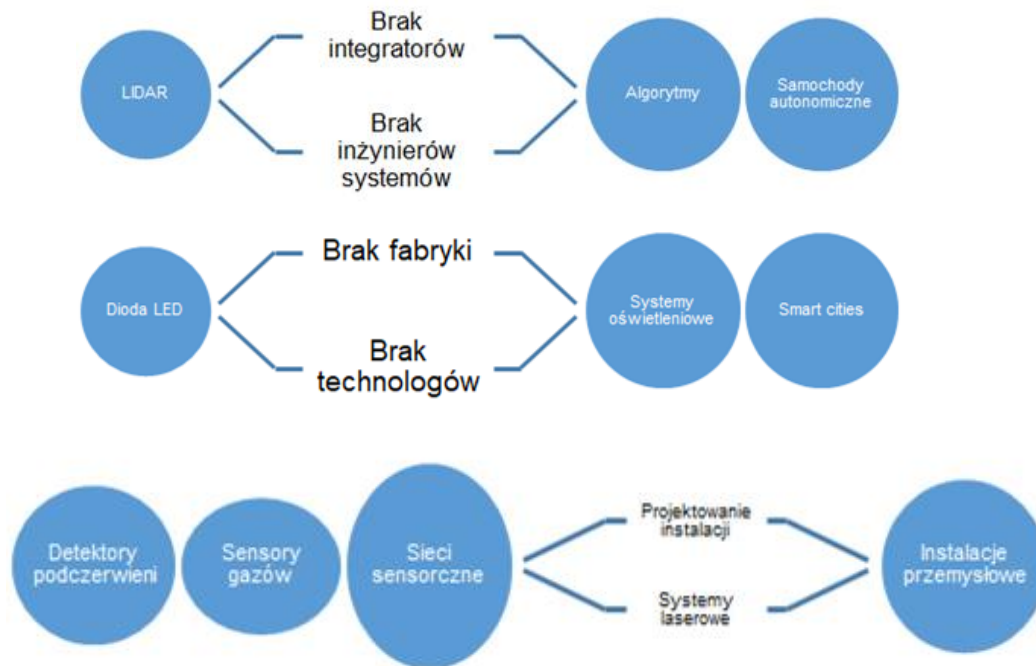 LIDAR
Brak
integratorów
Brak
inżynierów
systemów
Algorytmy
Samochody
autonomiczne
Dioda LED
Brak fabryki
Brak
technologów
Systemy
oświetleniowe
Smart cities
Detektory
podczerwieni
Sensory
gazów
Sieci
sensorczne
Projektowanie
instalacji
Systemy
laserowe
Instalacje
przemysłowe